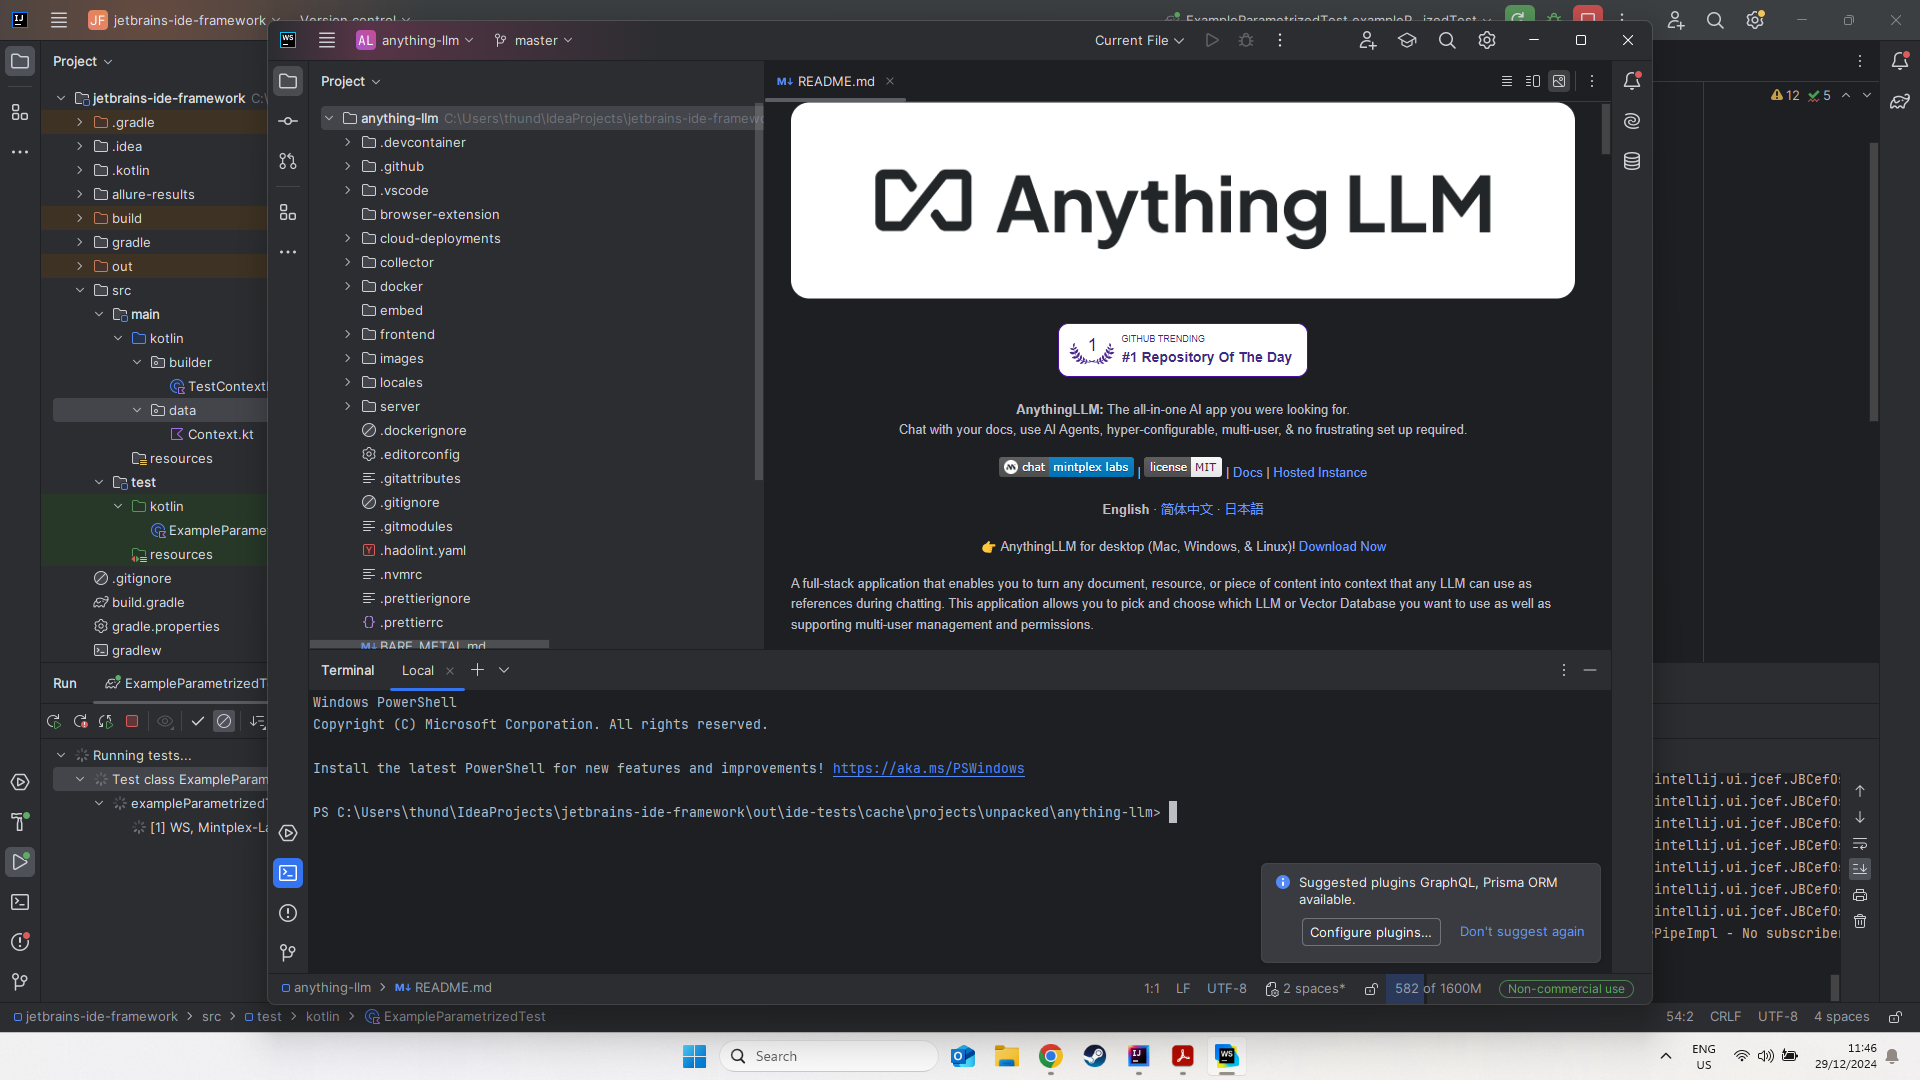 JF jetbrains-ide-framework
Version control
AL anything-llm
master
Current File
Project
jetbrains-ide-framework C:\
.gradle
.idea
.kotlin
allure-results
build
gradle
out
src
main
kotlin
builder
data
Context.kt
resources
test
kotlin
resources
.gitignore
build.gradle
gradle.properties
gradlew
Project
anything-llm C:\Users\thund\IdeaProjects\jetbrains-ide-framewo
.devcontainer
.github
.vscode
browser-extension
cloud-deployments
collector
docker
embed
frontend
images
locales
server
.dockerignore
.editorconfig
.gitattributes
.gitignore
.gitmodules
.hadolint.yaml
.nvmrc
.prettierignore
.prettierrc
BARE_METAL.md
README.md
12 5
Anything LLM
1
GITHUB TRENDING
#1 Repository Of The Day
AnythingLLM: The all-in-one AI app you were looking for.
Chat with your docs, use AI Agents, hyper-configurable, multi-user, & no frustrating set up required.
chat mintplex labs | license MIT | Docs | Hosted Instance
English · 简体中文 · 日本語
👉 AnythingLLM for desktop (Mac, Windows, & Linux)! Download Now
A full-stack application that enables you to turn any document, resource, or piece of content into context that any LLM can use as
references during chatting. This application allows you to pick and choose which LLM or Vector Database you want to use as well as
supporting multi-user management and permissions.
Run
ExampleParametrizedT
Running tests...
Test class ExampleParam
exampleParametrizedT
[1] WS, Mintplex-La
Terminal
Local
Windows PowerShell
Copyright (C) Microsoft Corporation. All rights reserved.
Install the latest PowerShell for new features and improvements! https://aka.ms/PSWindows
PS C:\Users\thund\IdeaProjects\jetbrains-ide-framework\out\ide-tests\cache\projects\unpacked\anything-llm>
Suggested plugins GraphQL, Prisma ORM
available.
Configure plugins...
Don't suggest again
intellij.ui.jcef.JBCefOs
intellij.ui.jcef.JBCefOs
intellij.ui.jcef.JBCefOs
intellij.ui.jcef.JBCefOs
intellij.ui.jcef.JBCefOs
intellij.ui.jcef.JBCefOs
intellij.ui.jcef.JBCefOs
PipeImpl - No subscriber
anything-llm
README.md
1:1
LF
UTF-8
2 spaces*
582 of 1600M
Non-commercial use
jetbrains-ide-framework
src
test
kotlin
ExampleParametrizedTest
54:2
CRLF
UTF-8
4 spaces
Search
ENG
US
11:46
29/12/2024